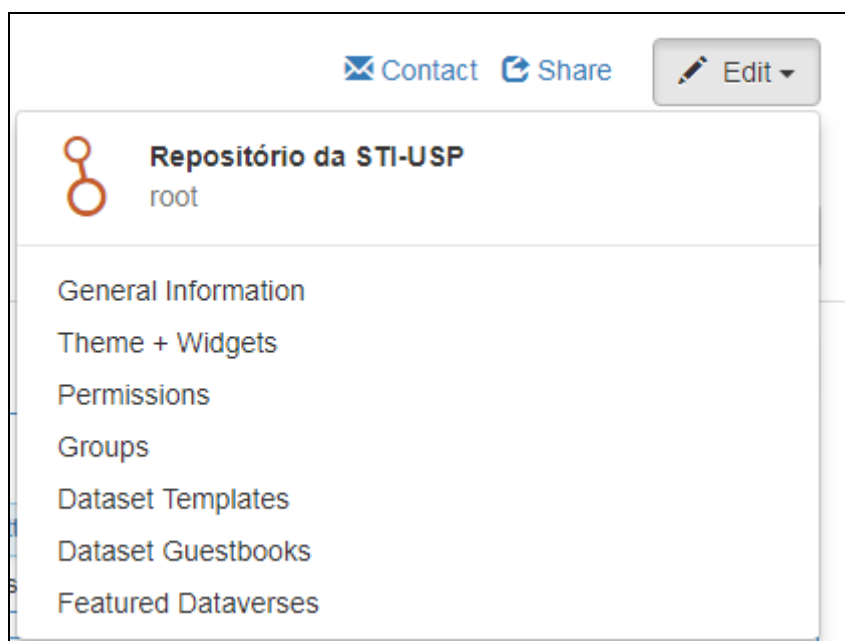 Contact Share Edit
Repositório da STI-USP
root
General Information
Theme + Widgets
Permissions
Groups
Dataset Templates
Dataset Guestbooks
Featured Dataverses